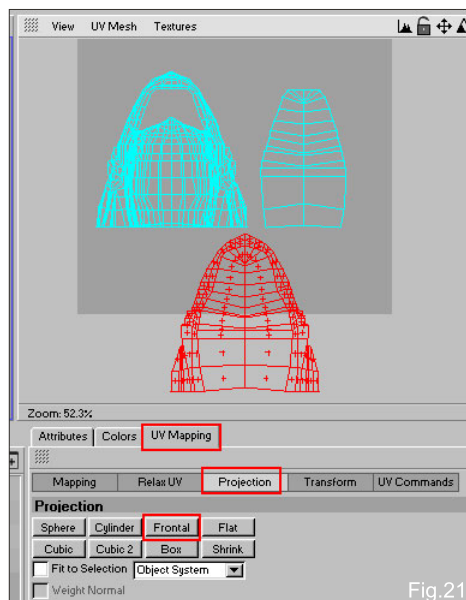 View UV Mesh Textures
Zoom: 52.3%
Attributes Colors UV Mapping
Mapping Relax UV Projection Transform UV Commands
Projection
Sphere Cylinder Frontal Flat
Cubic Cubic 2 Box Shrink
Fit to Selection Object System
Weight Normal
Fig.21